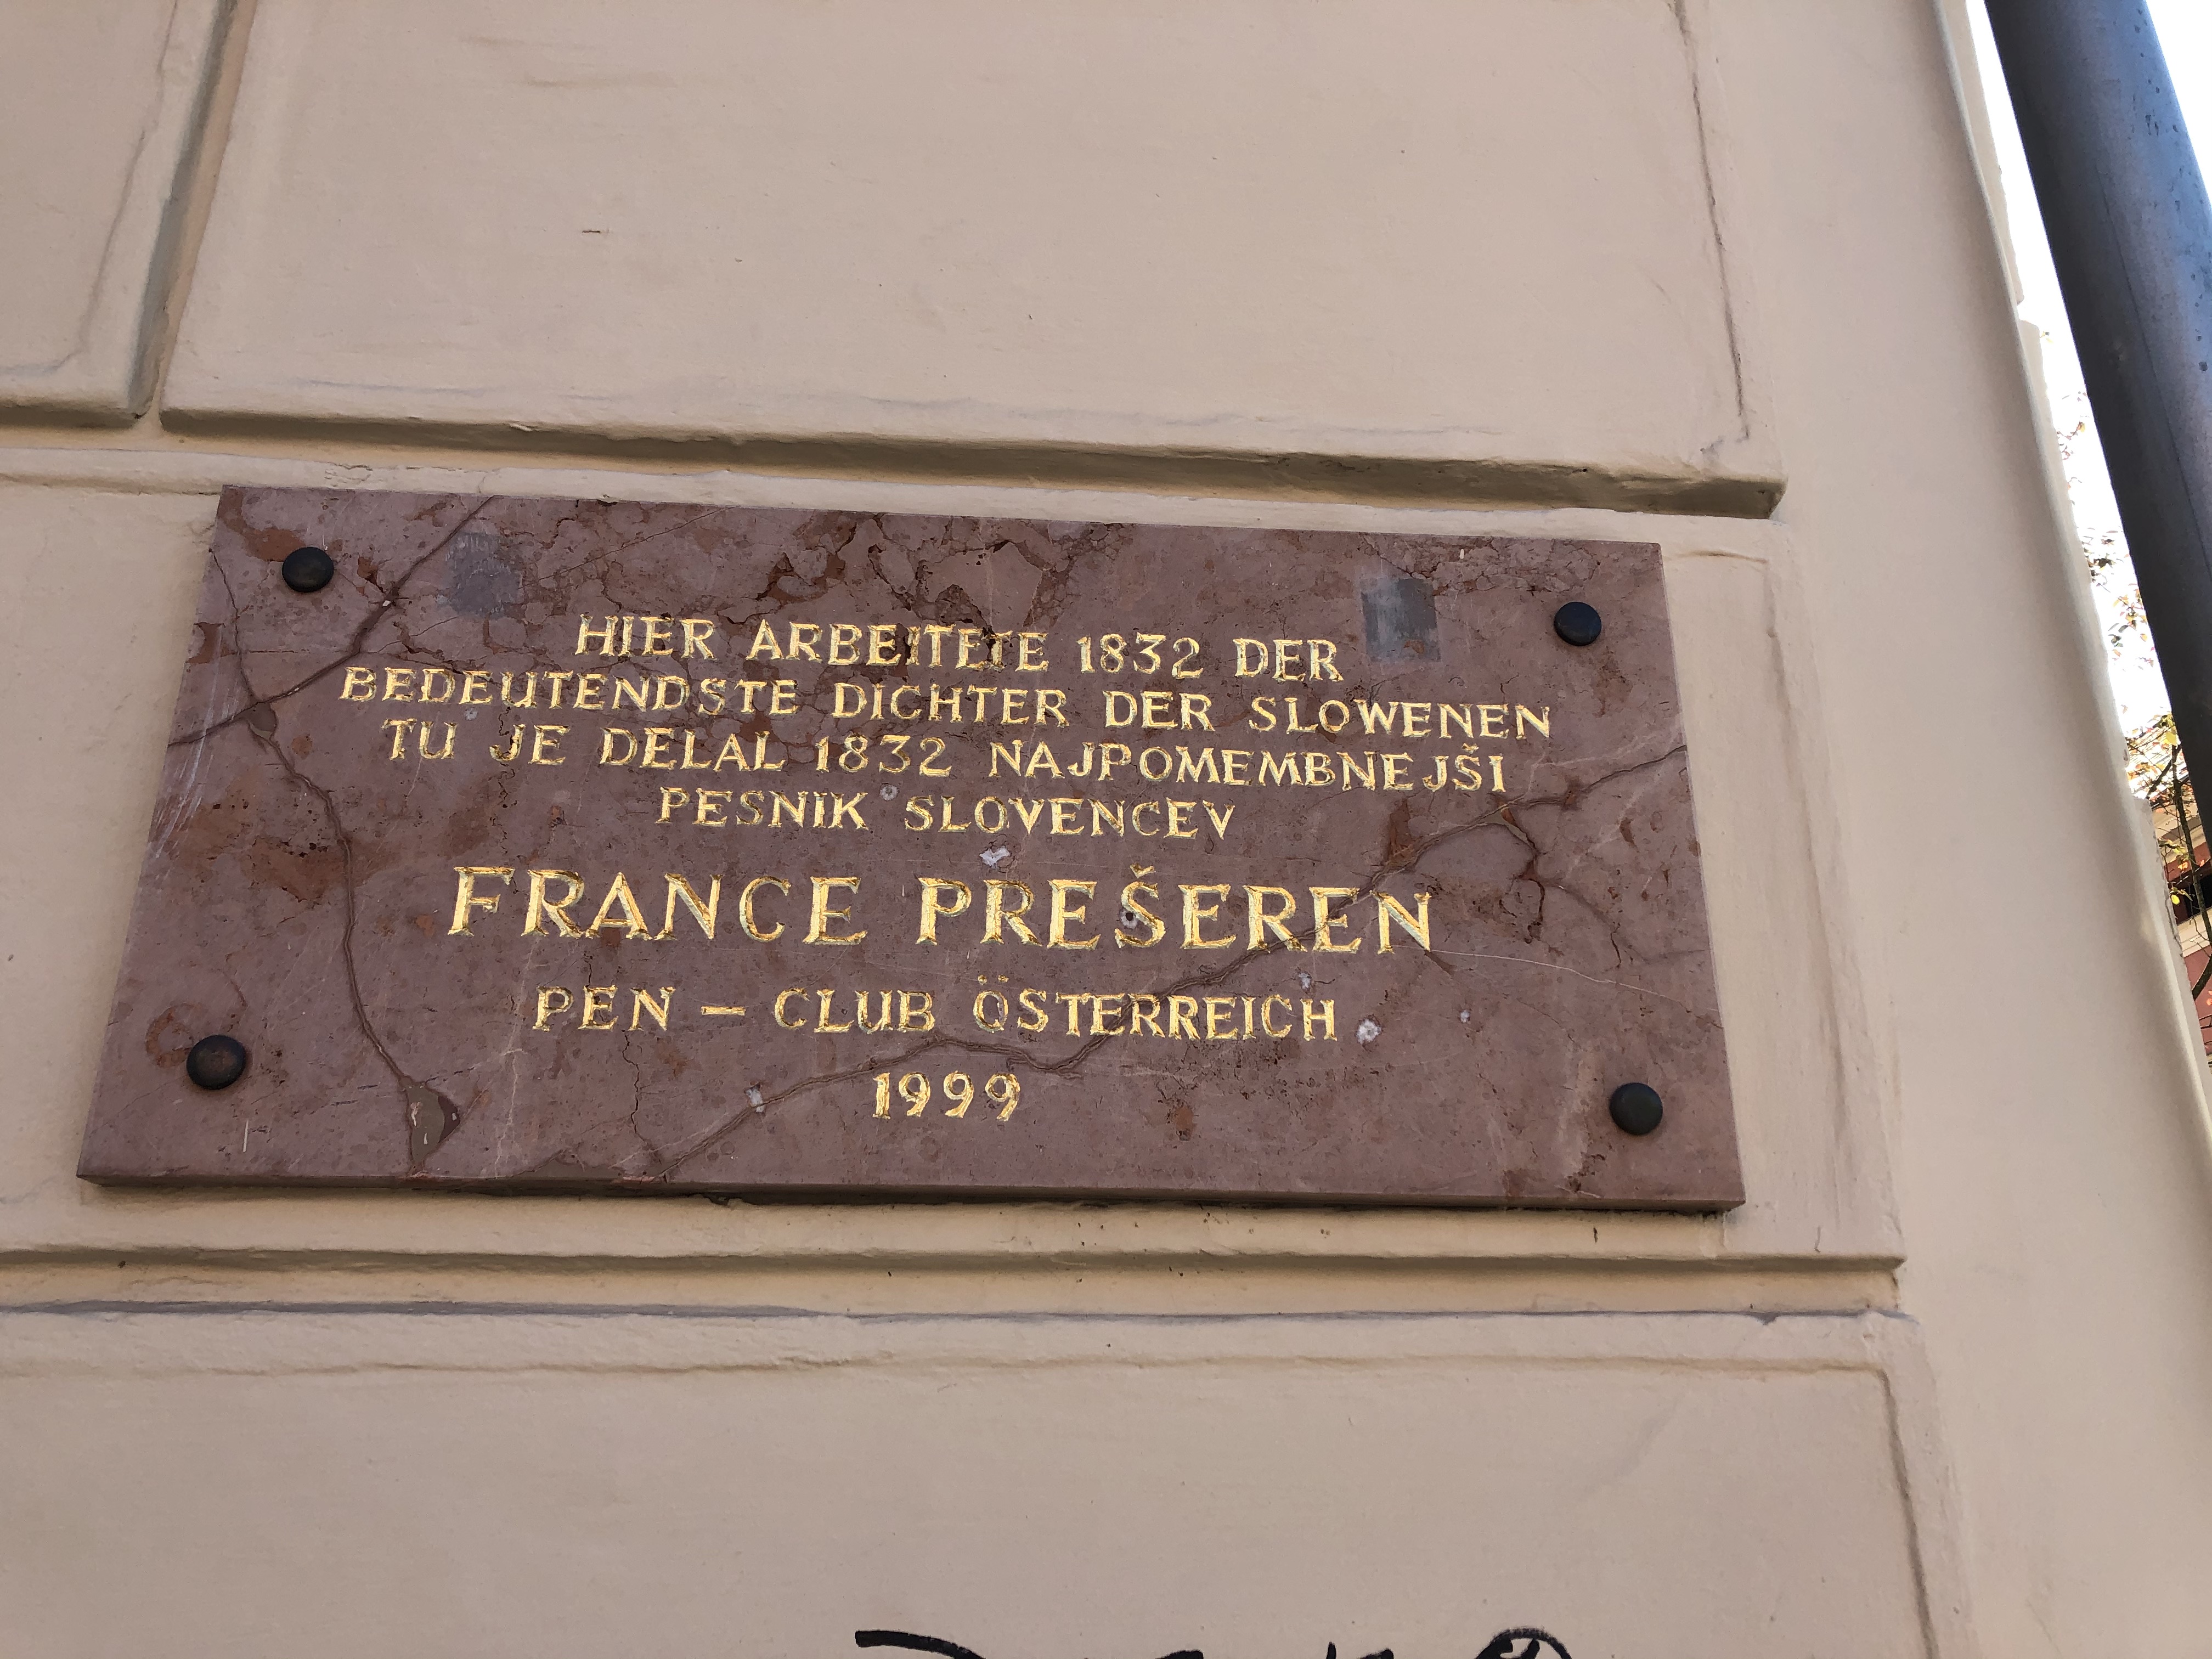 HIER ARBEITETE 1832 DER
BEDEUTENDSTE DICHTER DER SLOWENEN
TU JE DELAL 1832 NAJPOMEMBNEJŠI
PESNIK SLOVENCEV
FRANCE PREŠEREN
PEN – CLUB ÖSTERREICH
1999